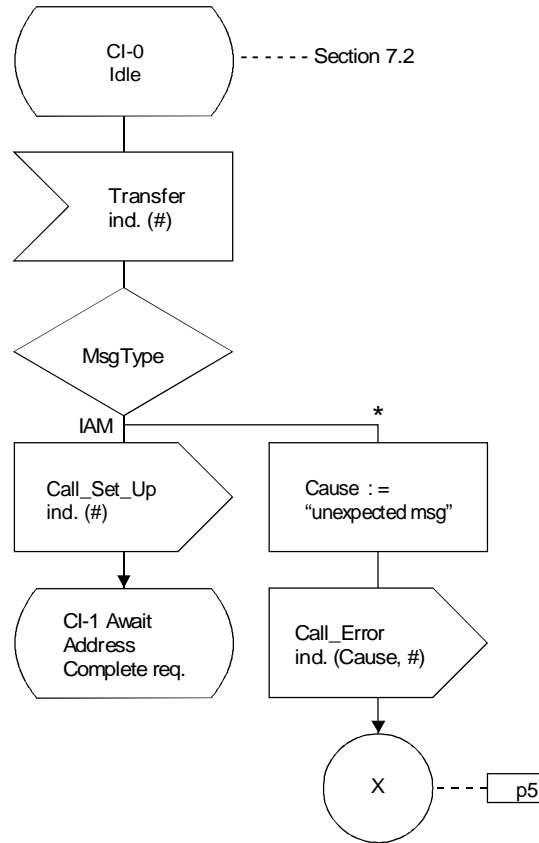 CI-0
Idle
Section 7.2
Transfer
ind. (#)
MsgType
IAM
*
Call_Set_Up
ind. (#)
Cause : =
“unexpected msg”
CI-1 Await
Address
Complete req.
Call_Error
ind. (Cause, #)
X
p5